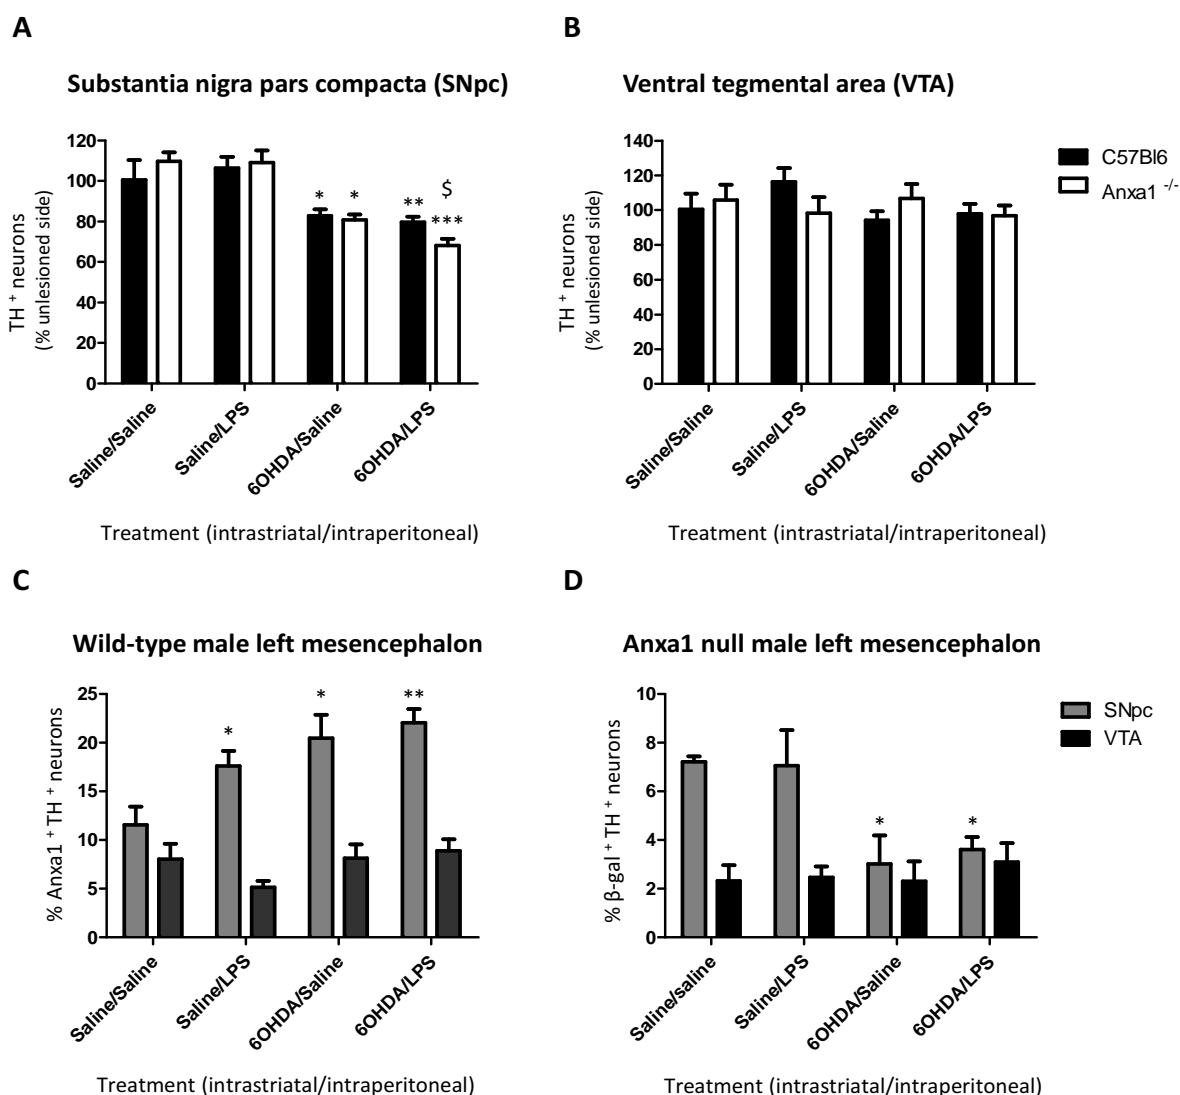 A
Substantia nigra pars compacta (SNpc)
TH + neurons
(% unlesioned side)
120
100
80
60
40
20
0
*
*
**
$
***
Saline/Saline
Saline/LPS
6OHDA/Saline
6OHDA/LPS
Treatment (intrastriatal/intraperitoneal)
B
Ventral tegmental area (VTA)
TH + neurons
(% unlesioned side)
140
120
100
80
60
40
20
0
Saline/Saline
Saline/LPS
6OHDA/Saline
6OHDA/LPS
Treatment (intrastriatal/intraperitoneal)
C57Bl6
Anxa1 -/-
C
Wild-type male left mesencephalon
% Anxa1 + TH + neurons
25
20
15
10
5
0
*
*
**
Saline/Saline
Saline/LPS
6OHDA/Saline
6OHDA/LPS
Treatment (intrastriatal/intraperitoneal)
D
Anxa1 null male left mesencephalon
% β-gal + TH + neurons
10
8
6
4
2
0
*
*
Saline/saline
Saline/LPS
6OHDA/Saline
6OHDA/LPS
Treatment (intrastriatal/intraperitoneal)
SNpc
VTA